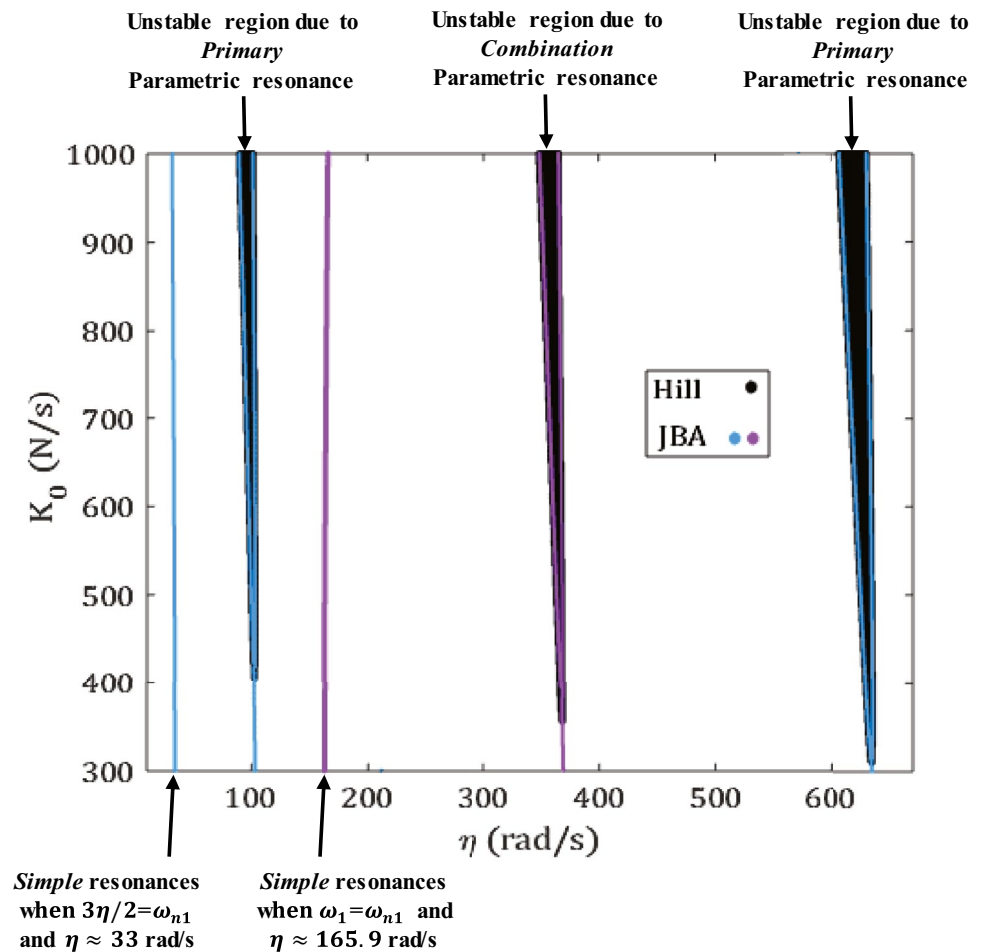 Unstable region due to
Primary
Parametric resonance
Unstable region due to
Combination
Parametric resonance
Unstable region due to
Primary
Parametric resonance
1000
900
800
700
600
500
400
300
K₀ (N/s)
Hill
JBA
100
200
300
400
500
600
η (rad/s)
Simple resonances
when 3η/2=ωₙ₁
and η ≈ 33 rad/s
Simple resonances
when ω₁=ωₙ₁ and
η ≈ 165.9 rad/s